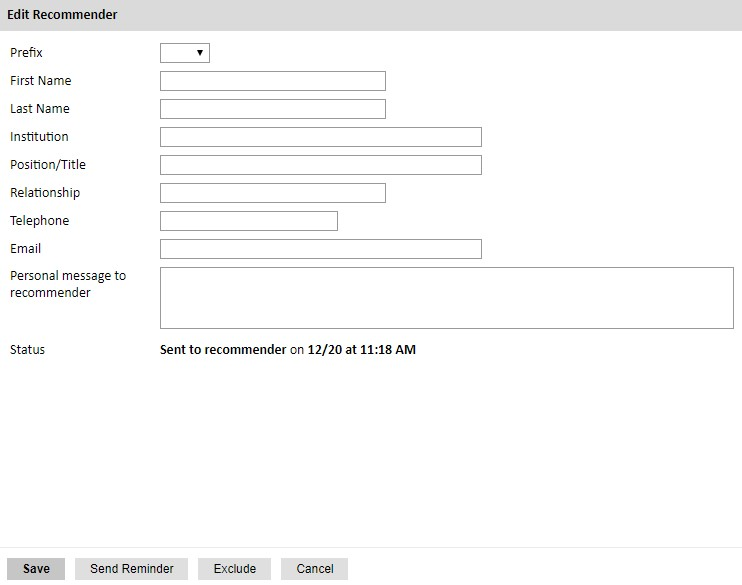 Edit Recommender
Prefix
First Name
Last Name
Institution
Position/Title
Relationship
Telephone
Email
Personal message to
recommender
Status Sent to recommender on 12/20 at 11:18 AM
Save Send Reminder Exclude Cancel